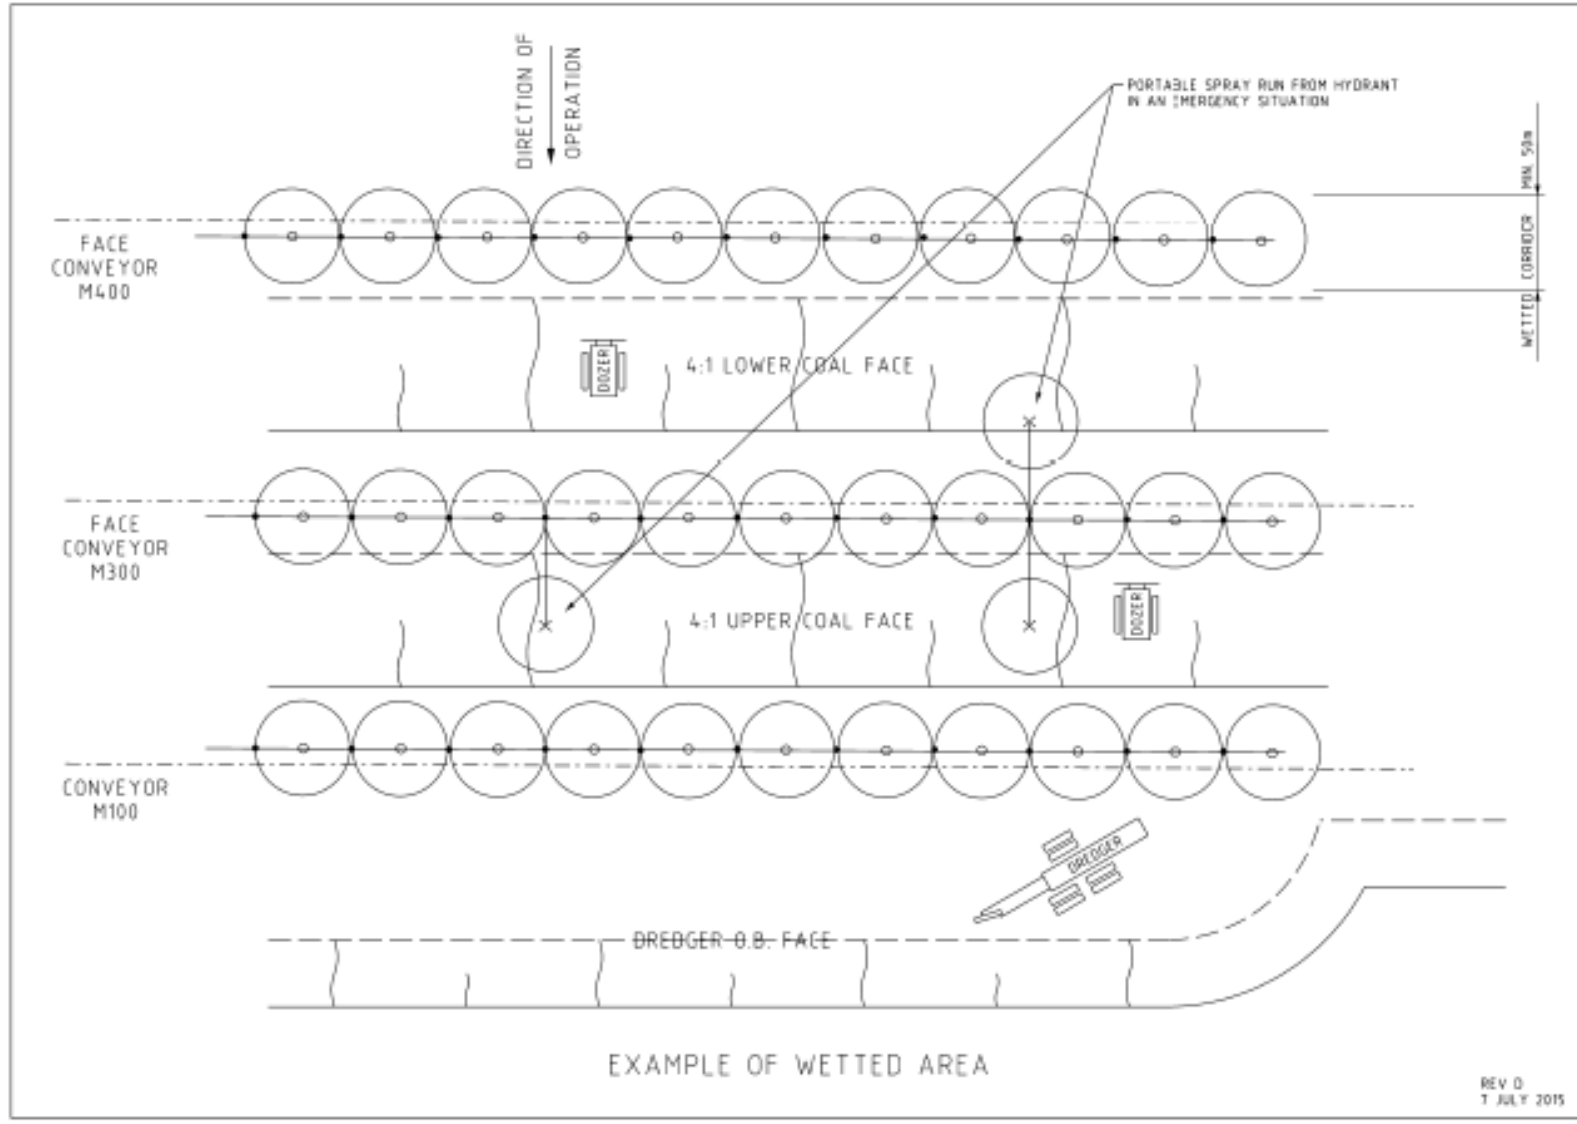 DIRECTION OF
OPERATION
PORTABLE SPRAY RUN FROM HYDRANT
IN AN EMERGENCY SITUATION
MIN. 50m
WETTED CORRIDOR
FACE
CONVEYOR
M400
DOZER
4:1 LOWER COAL FACE
FACE
CONVEYOR
M300
4:1 UPPER COAL FACE
DOZER
CONVEYOR
M100
DREDGER
DREDGER O.B. FACE
EXAMPLE OF WETTED AREA
REV D
7 JULY 2015